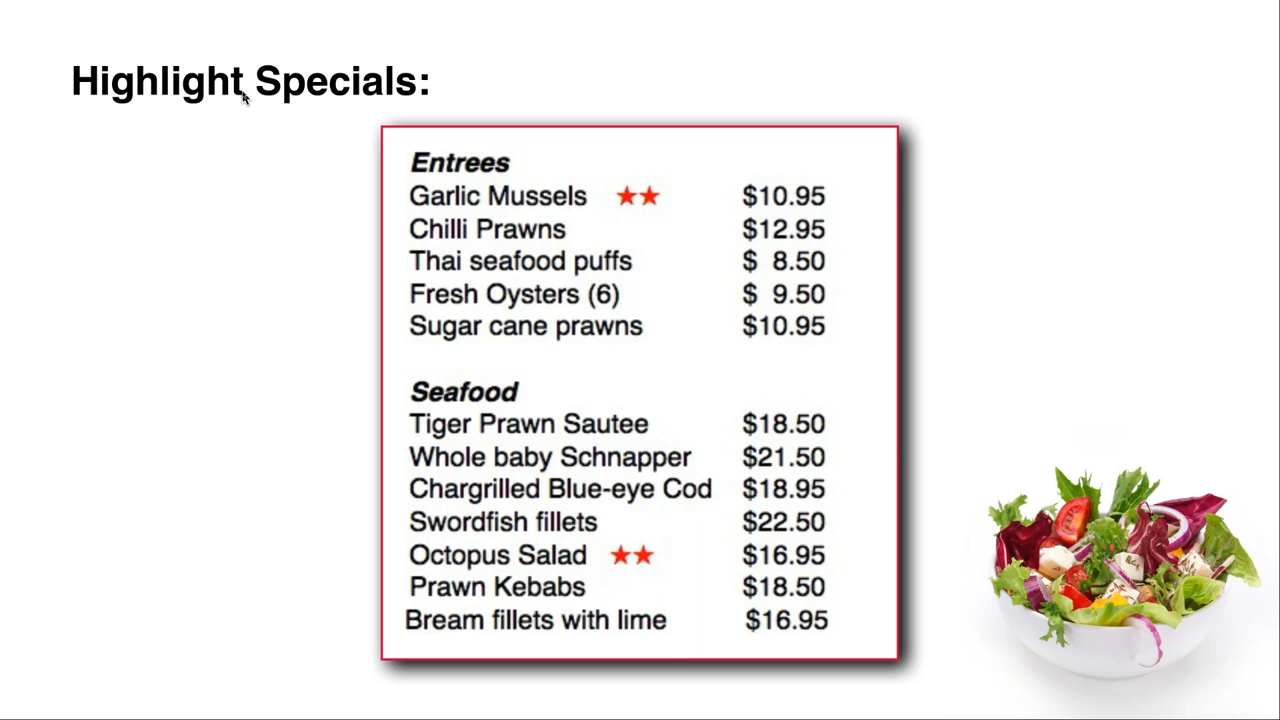 Highlight Specials:
Entrees
Garlic Mussels ★★ $10.95
Chilli Prawns $12.95
Thai seafood puffs $ 8.50
Fresh Oysters (6) $ 9.50
Sugar cane prawns $10.95
Seafood
Tiger Prawn Sautee $18.50
Whole baby Schnapper $21.50
Chargrilled Blue-eye Cod $18.95
Swordfish fillets $22.50
Octopus Salad ★★ $16.95
Prawn Kebabs $18.50
Bream fillets with lime $16.95